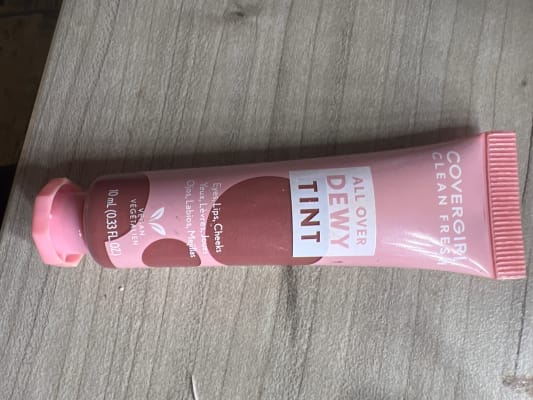 COVERGIRL
CLEAN FRESH
ALL OVER
DEWY
TINT
Eyes, Lips, Cheeks
Yeux, Lèvres, Joues
Ojos, Labios, Mejillas
VEGAN
VÉGÉTALIEN
10 mL (0.33 FL OZ)